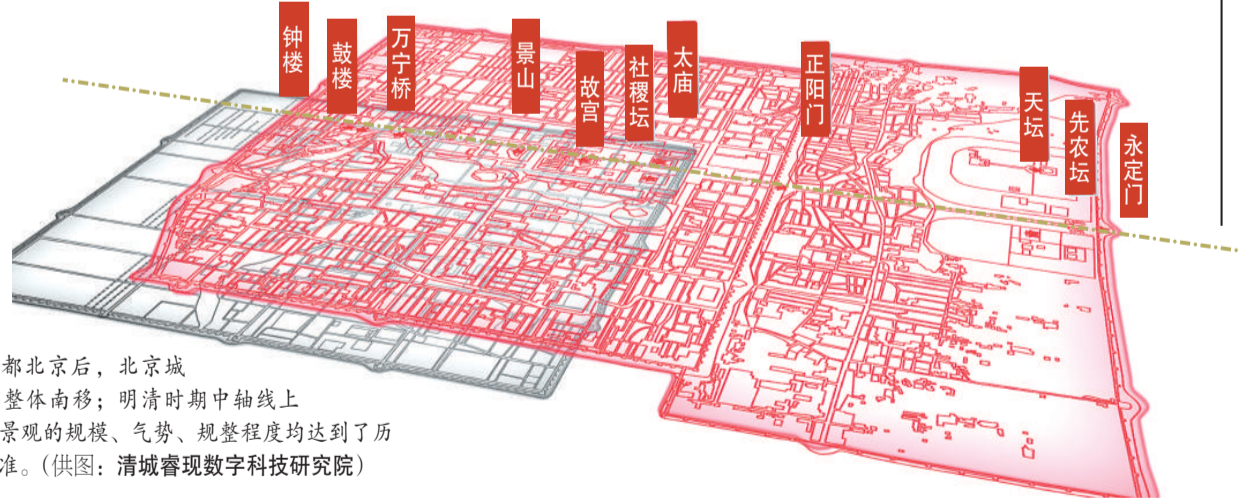 钟楼
鼓楼
万宁桥
景山
故宫
社稷坛
太庙
正阳门
天坛
先农坛
永定门
都北京后，北京城
整体南移；明清时期中轴线上
景观的规模、气势、规整程度均达到了历
准。（供图：清城睿现数字科技研究院）